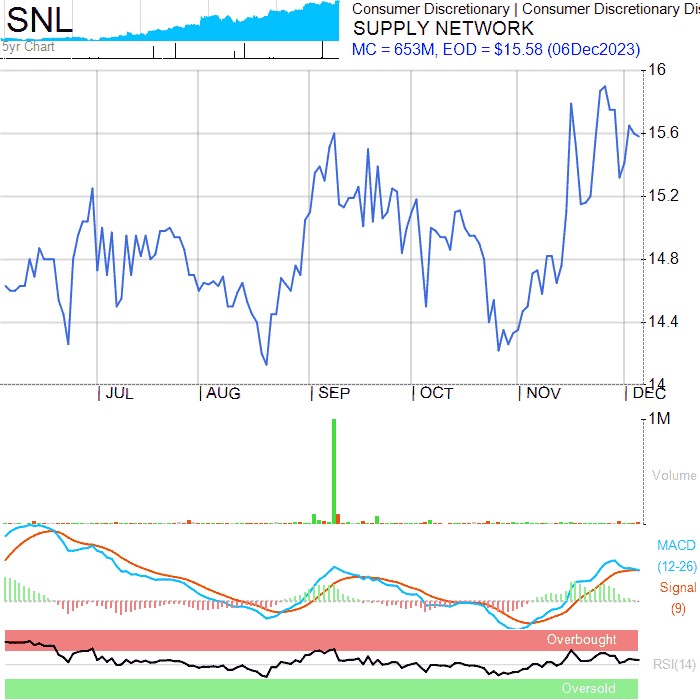 SNL
5yr Chart
Consumer Discretionary | Consumer Discretionary Dis
SUPPLY NETWORK
MC = 653M, EOD = $15.58 (06Dec2023)
16
15.6
15.2
14.8
14.4
14
JUL
AUG
SEP
OCT
NOV
DEC
1M
Volume
MACD
(12-26)
Signal
(9)
Overbought
RSI(14)
Oversold